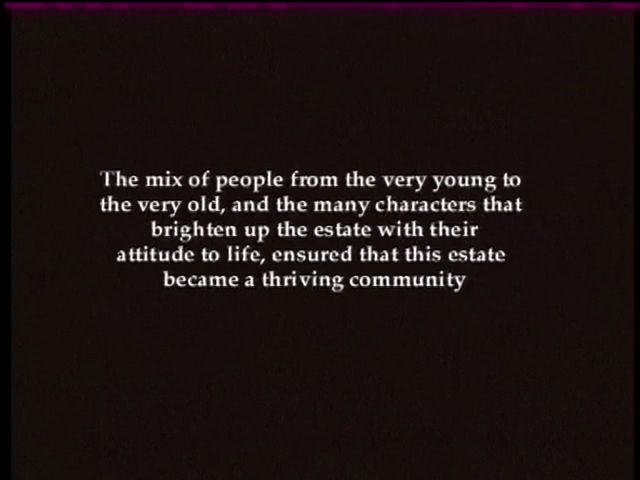 The mix of people from the very young to
the very old, and the many characters that
brighten up the estate with their
attitude to life, ensured that this estate
became a thriving community